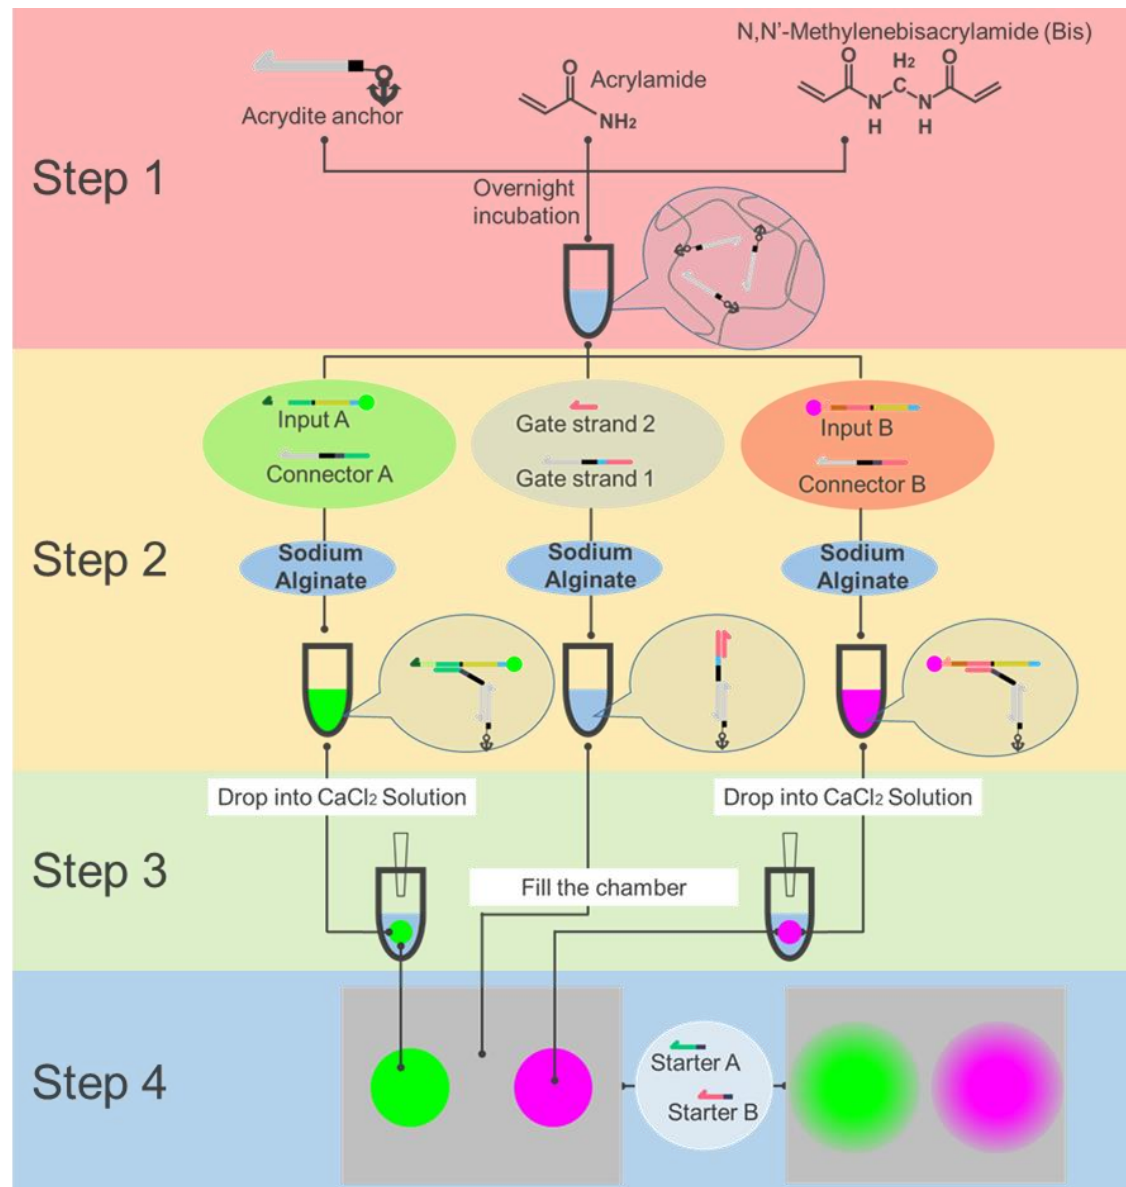 N,N'-Methylenebisacrylamide (Bis)
H₂
O
O
O
C
Acrylamide
N
N
NH₂
H
H
Acrydite anchor
Step 1
Overnight
incubation
Input A
Connector A
Gate strand 2
Gate strand 1
Input B
Connector B
Step 2
Sodium
Alginate
Sodium
Alginate
Sodium
Alginate
Drop into CaCl₂ Solution
Drop into CaCl₂ Solution
Step 3
Fill the chamber
Step 4
Starter A
Starter B